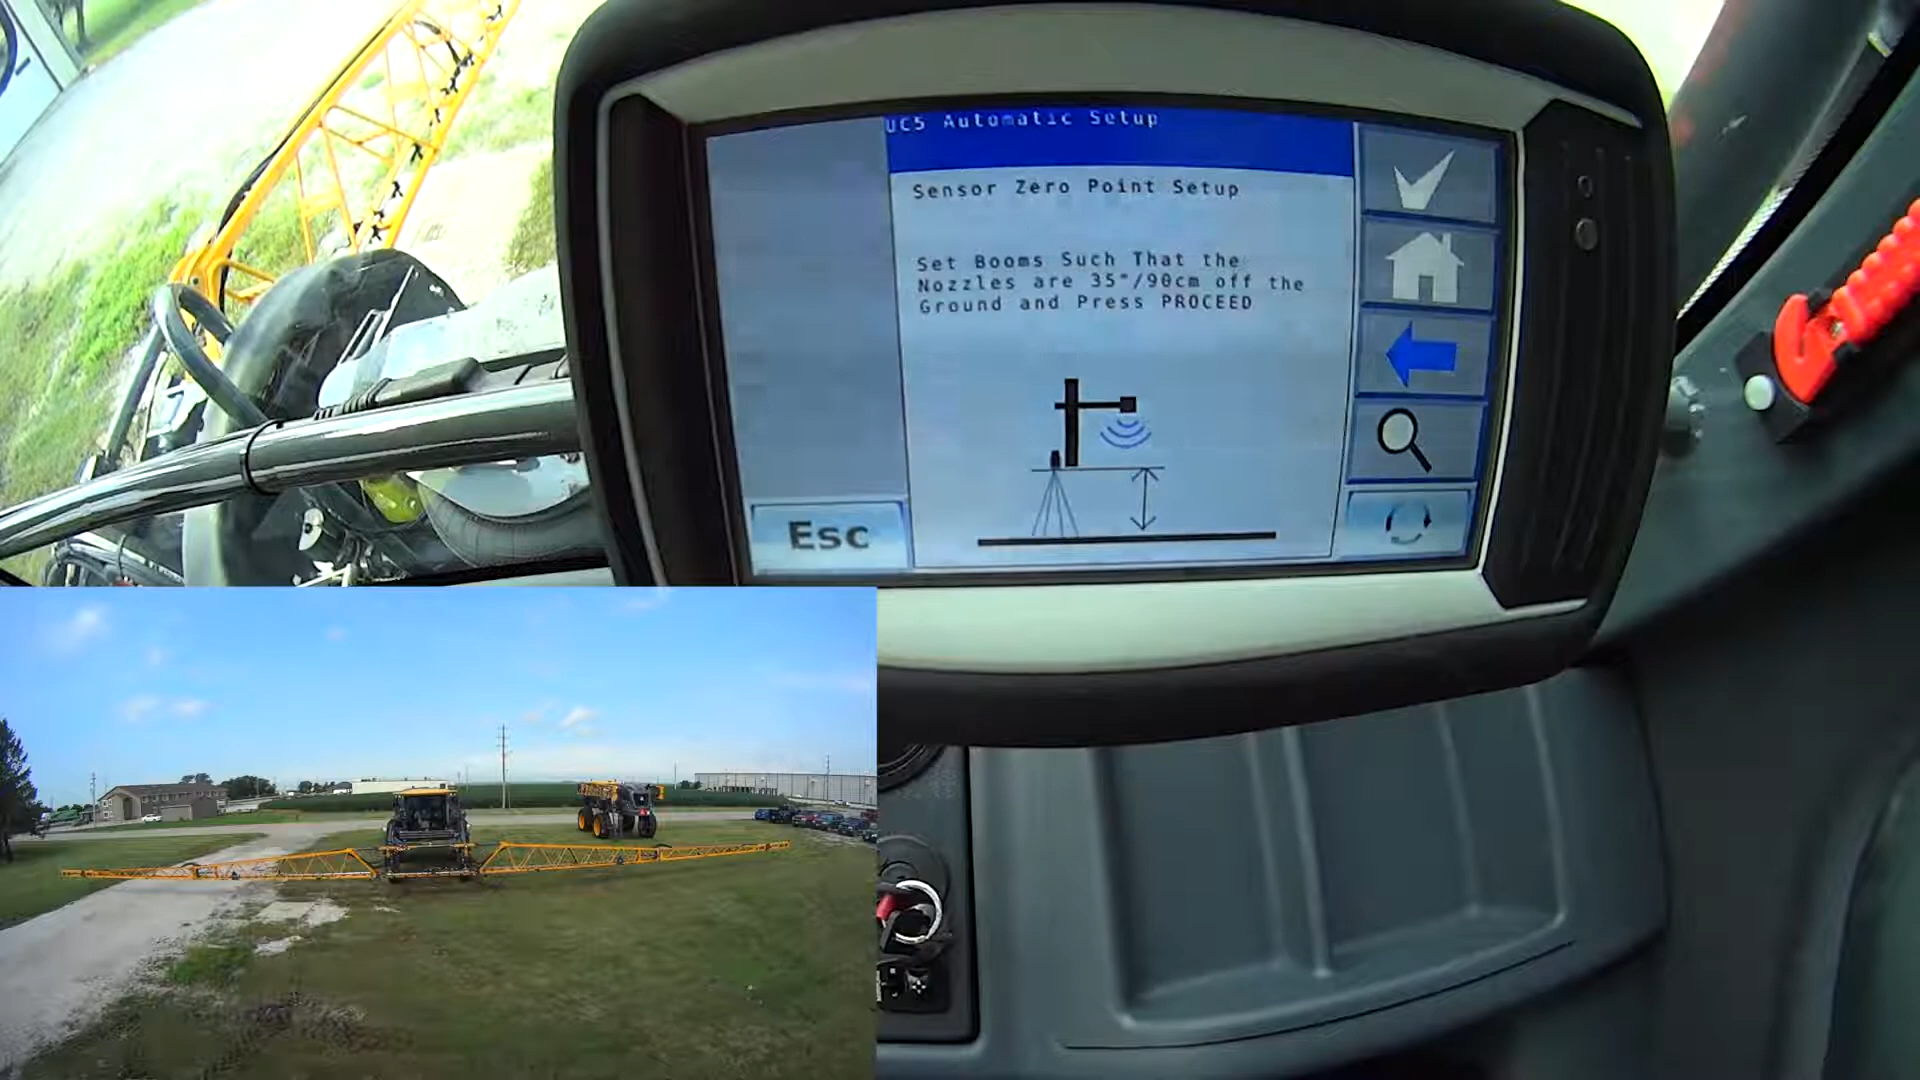 UC5 Automatic Setup
Sensor Zero Point Setup
Set Booms Such That the
Nozzles are 35"/90cm off the
Ground and Press PROCEED
Esc